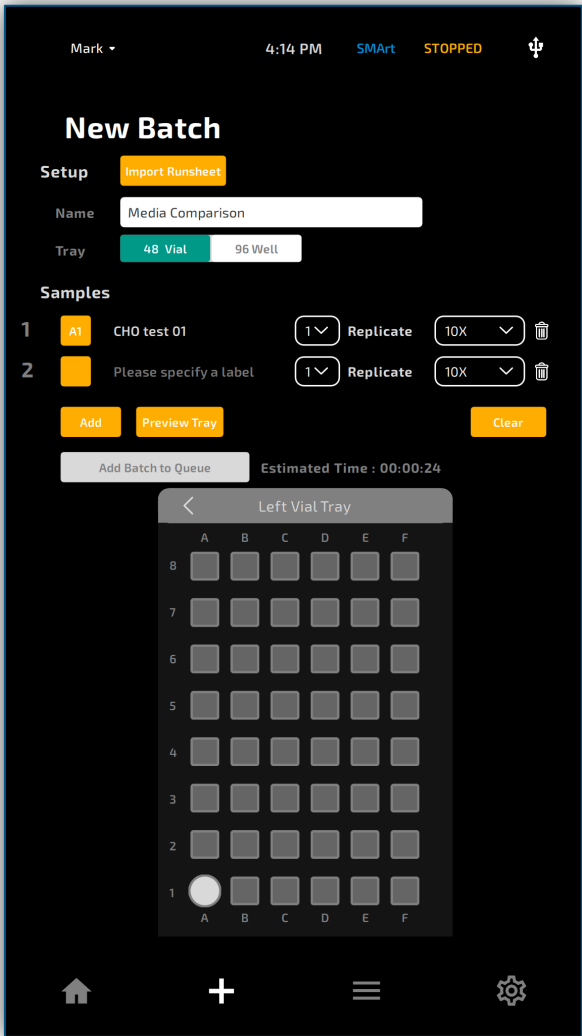 Mark 4:14 PM SMArt STOPPED
New Batch
Setup Import Runsheet
Name Media Comparison
Tray 48 Vial 96 Well
Samples
1 A1 CHO test 01 1 Replicate 10X
2 Please specify a label 1 Replicate 10X
Add Preview Tray Clear
Add Batch to Queue Estimated Time : 00:00:24
Left Vial Tray
A B C D E F
8
7
6
5
4
3
2
1
A B C D E F